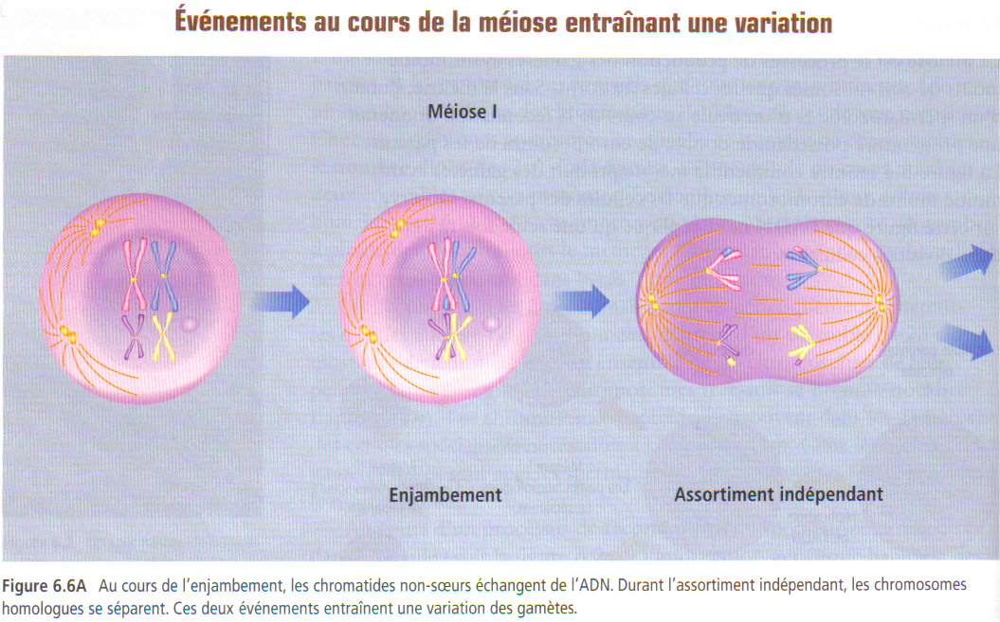 Événements au cours de la méiose entraînant une variation
Méiose I
Enjambement
Assortiment indépendant
Figure 6.6A Au cours de l'enjambement, les chromatides non-sœurs échangent de l'ADN. Durant l'assortiment indépendant, les chromosomes
homologues se séparent. Ces deux événements entraînent une variation des gamètes.